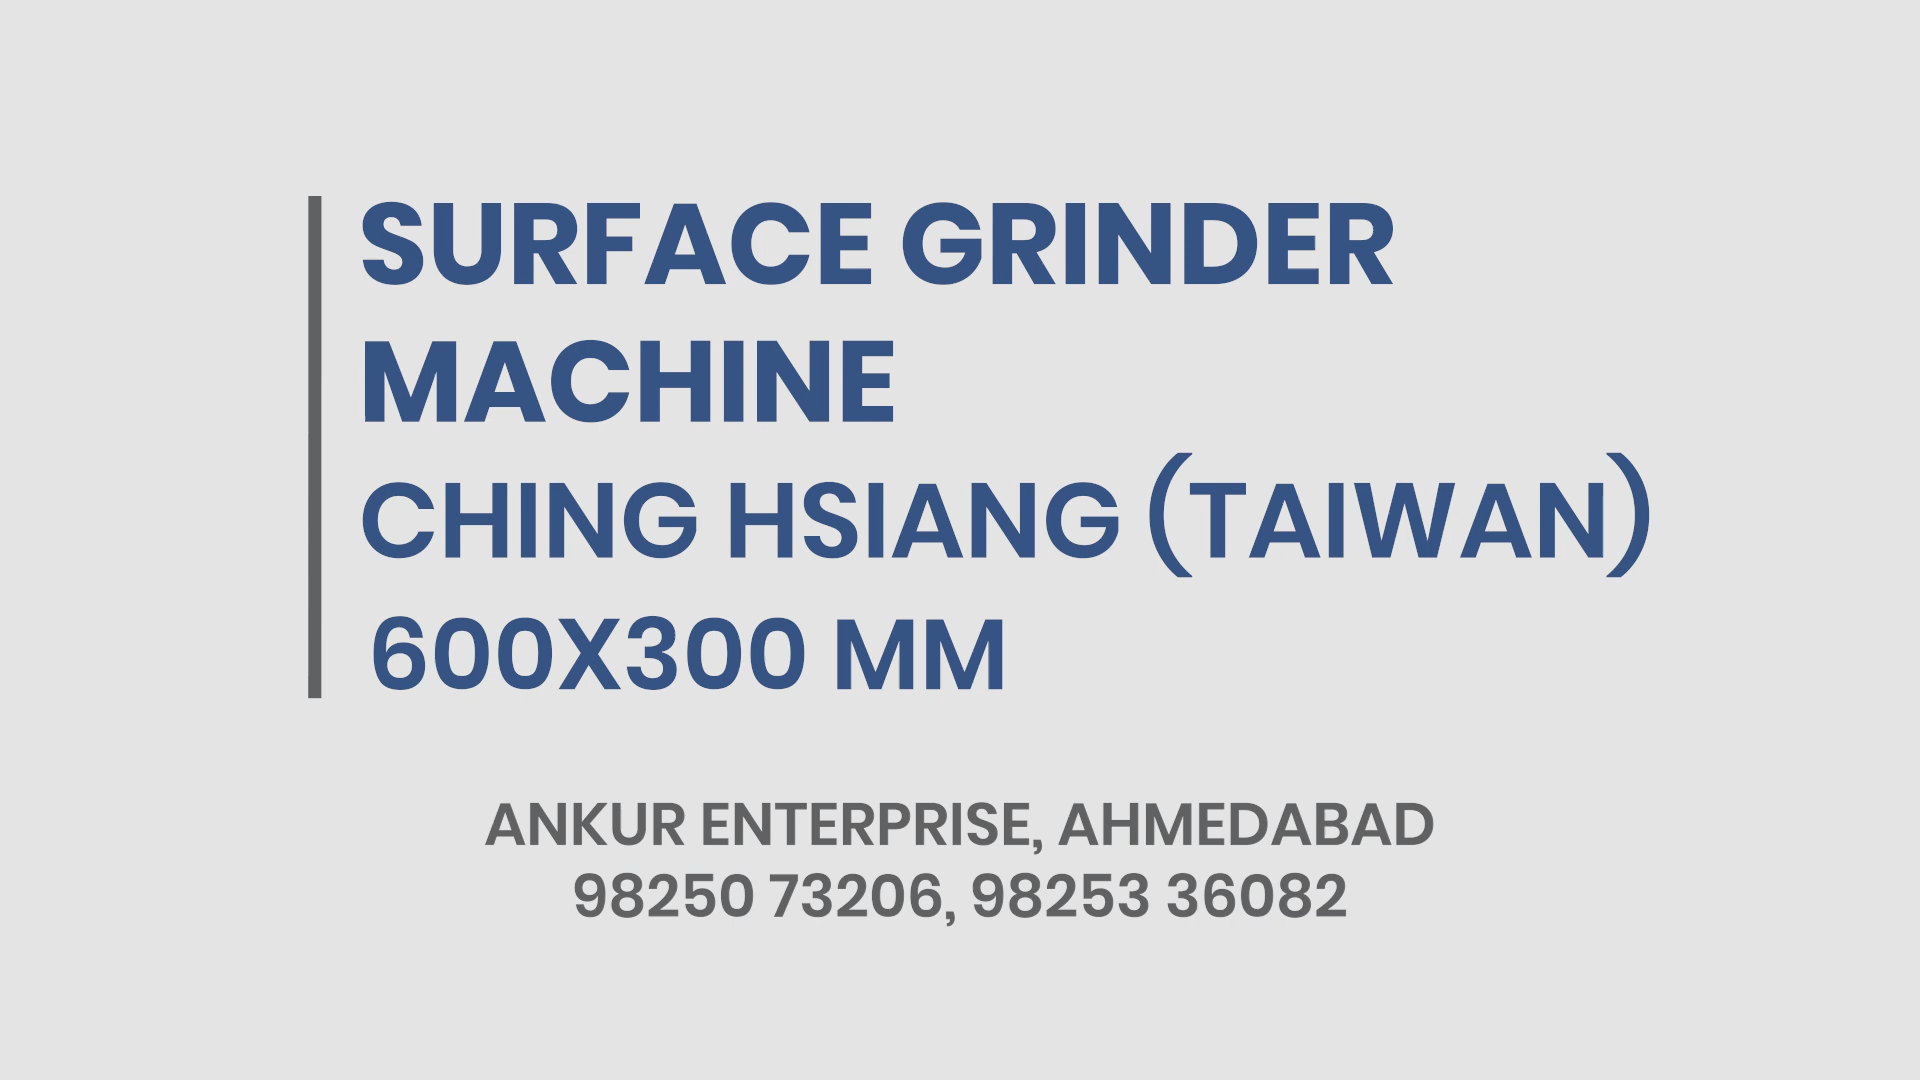 SURFACE GRINDER
MACHINE
CHING HSIANG (TAIWAN)
600X300 MM
ANKUR ENTERPRISE, AHMEDABAD
98250 73206, 98253 36082